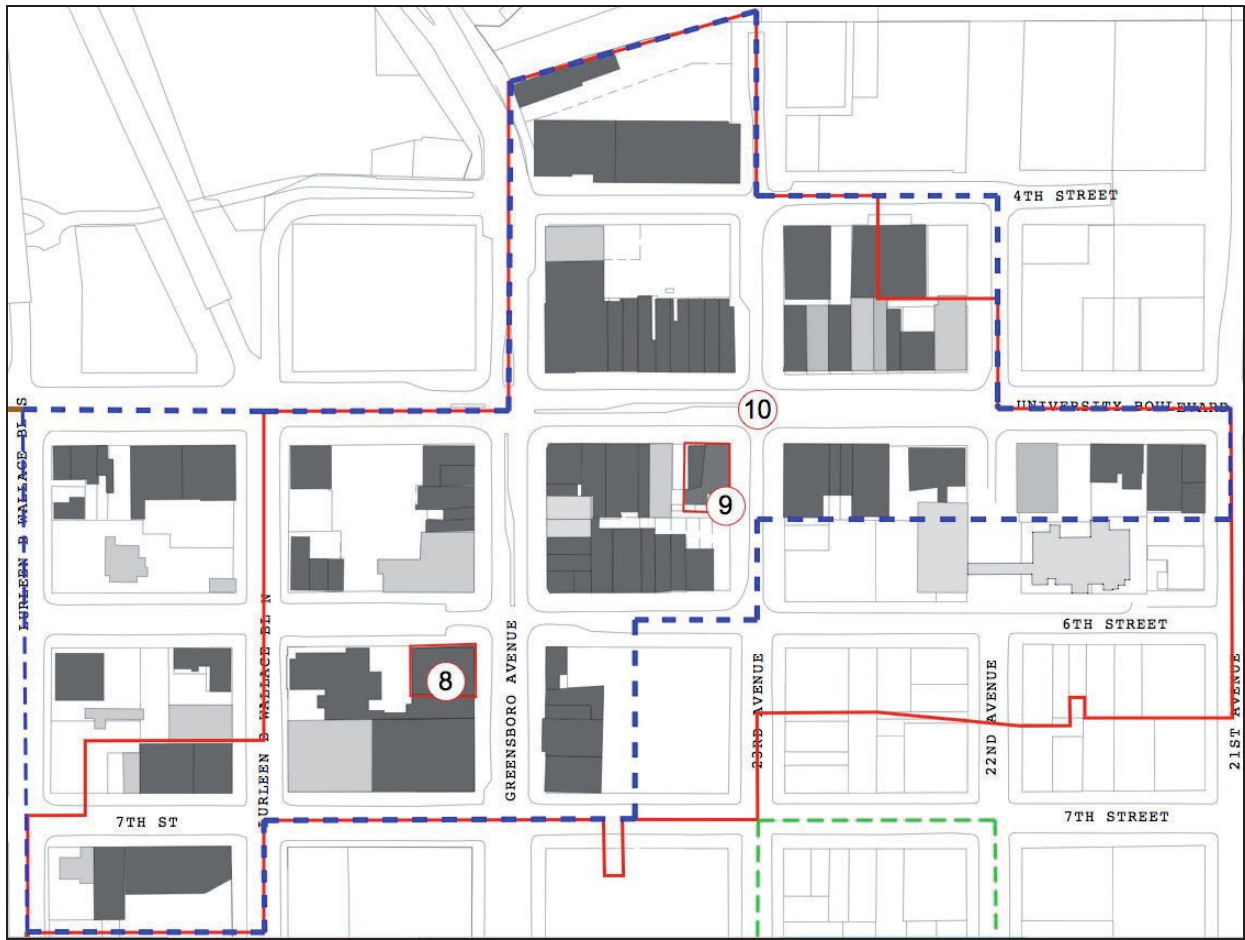 4TH STREET
UNIVERSITY BOULEVARD
10
9
LURLEEN B WALLACE BL S
LURLEEN B WALLACE BL N
GREENSBORO AVENUE
6TH STREET
8
23RD AVENUE
22ND AVENUE
21ST AVENUE
7TH ST
7TH STREET